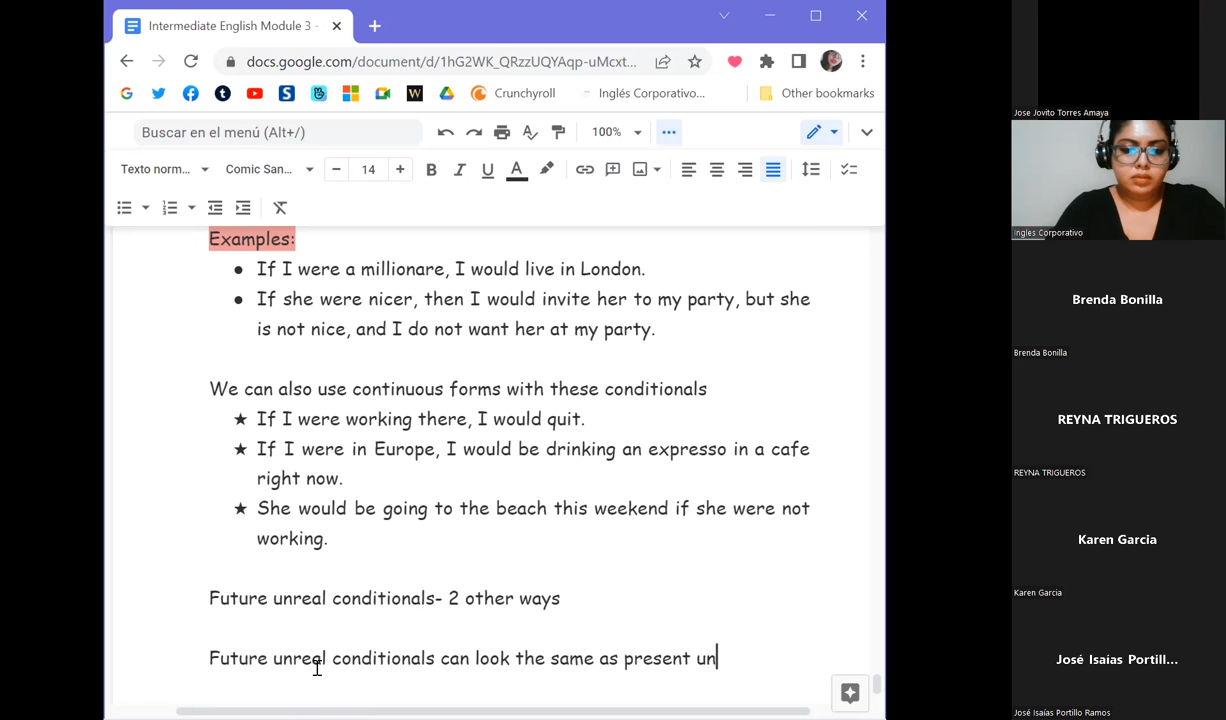 Intermediate English Module 3 -
docs.google.com/document/d/1hG2WK_QRzzUQYAqp-uMcxt...
Crunchyroll
Inglés Corporativo...
Other bookmarks
Buscar en el menú (Alt+/)
100%
Texto norm...
Comic San...
14
Examples:
● If I were a millionare, I would live in London.
● If she were nicer, then I would invite her to my party, but she
is not nice, and I do not want her at my party.
We can also use continuous forms with these conditionals
★ If I were working there, I would quit.
★ If I were in Europe, I would be drinking an expresso in a cafe
right now.
★ She would be going to the beach this weekend if she were not
working.
Future unreal conditionals- 2 other ways
Future unreal conditionals can look the same as present un
Jose Jovito Torres Amaya
Ingles Corporativo
Brenda Bonilla
Brenda Bonilla
REYNA TRIGUEROS
REYNA TRIGUEROS
Karen García
Karen Garcia
José Isaías Portill...
José Isaías Portillo Ramos